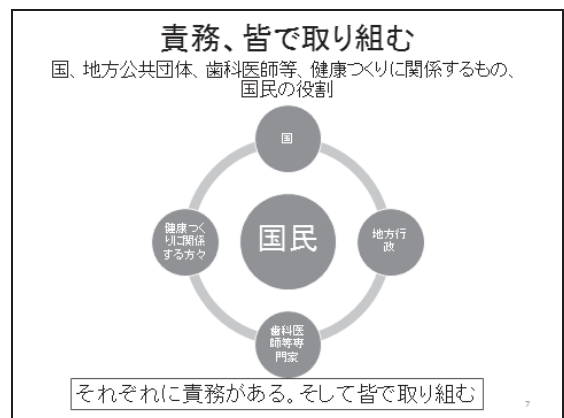 責務、皆で取り組む
国、地方公共団体、歯科医師等、健康つくりに関係するもの、
国民の役割
国
健康つく
りに関係
する方々
国民
地方行
政
歯科医
師等専
門家
それぞれに責務がある。そして皆で取り組む
7